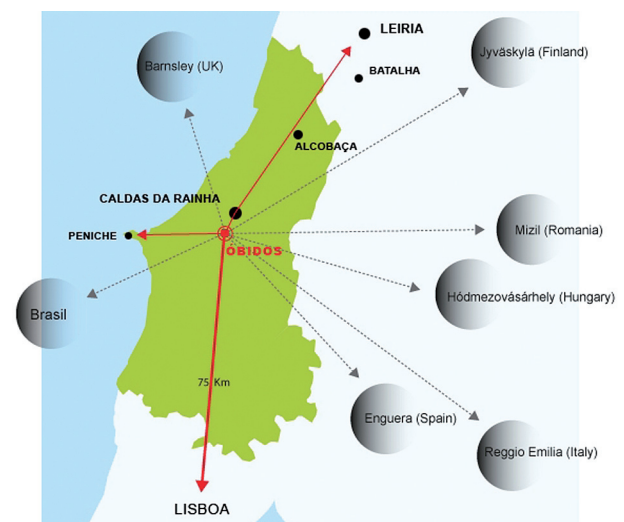 LEIRIA
Jyväskylä (Finland)
Barnsley (UK)
BATALHA
ALCOBAÇA
CALDAS DA RAINHA
PENICHE
Mizil (Romania)
ÓBIDOS
Hódmezovásárhely (Hungary)
Brasil
75 Km
Enguera (Spain)
Reggio Emilia (Italy)
LISBOA